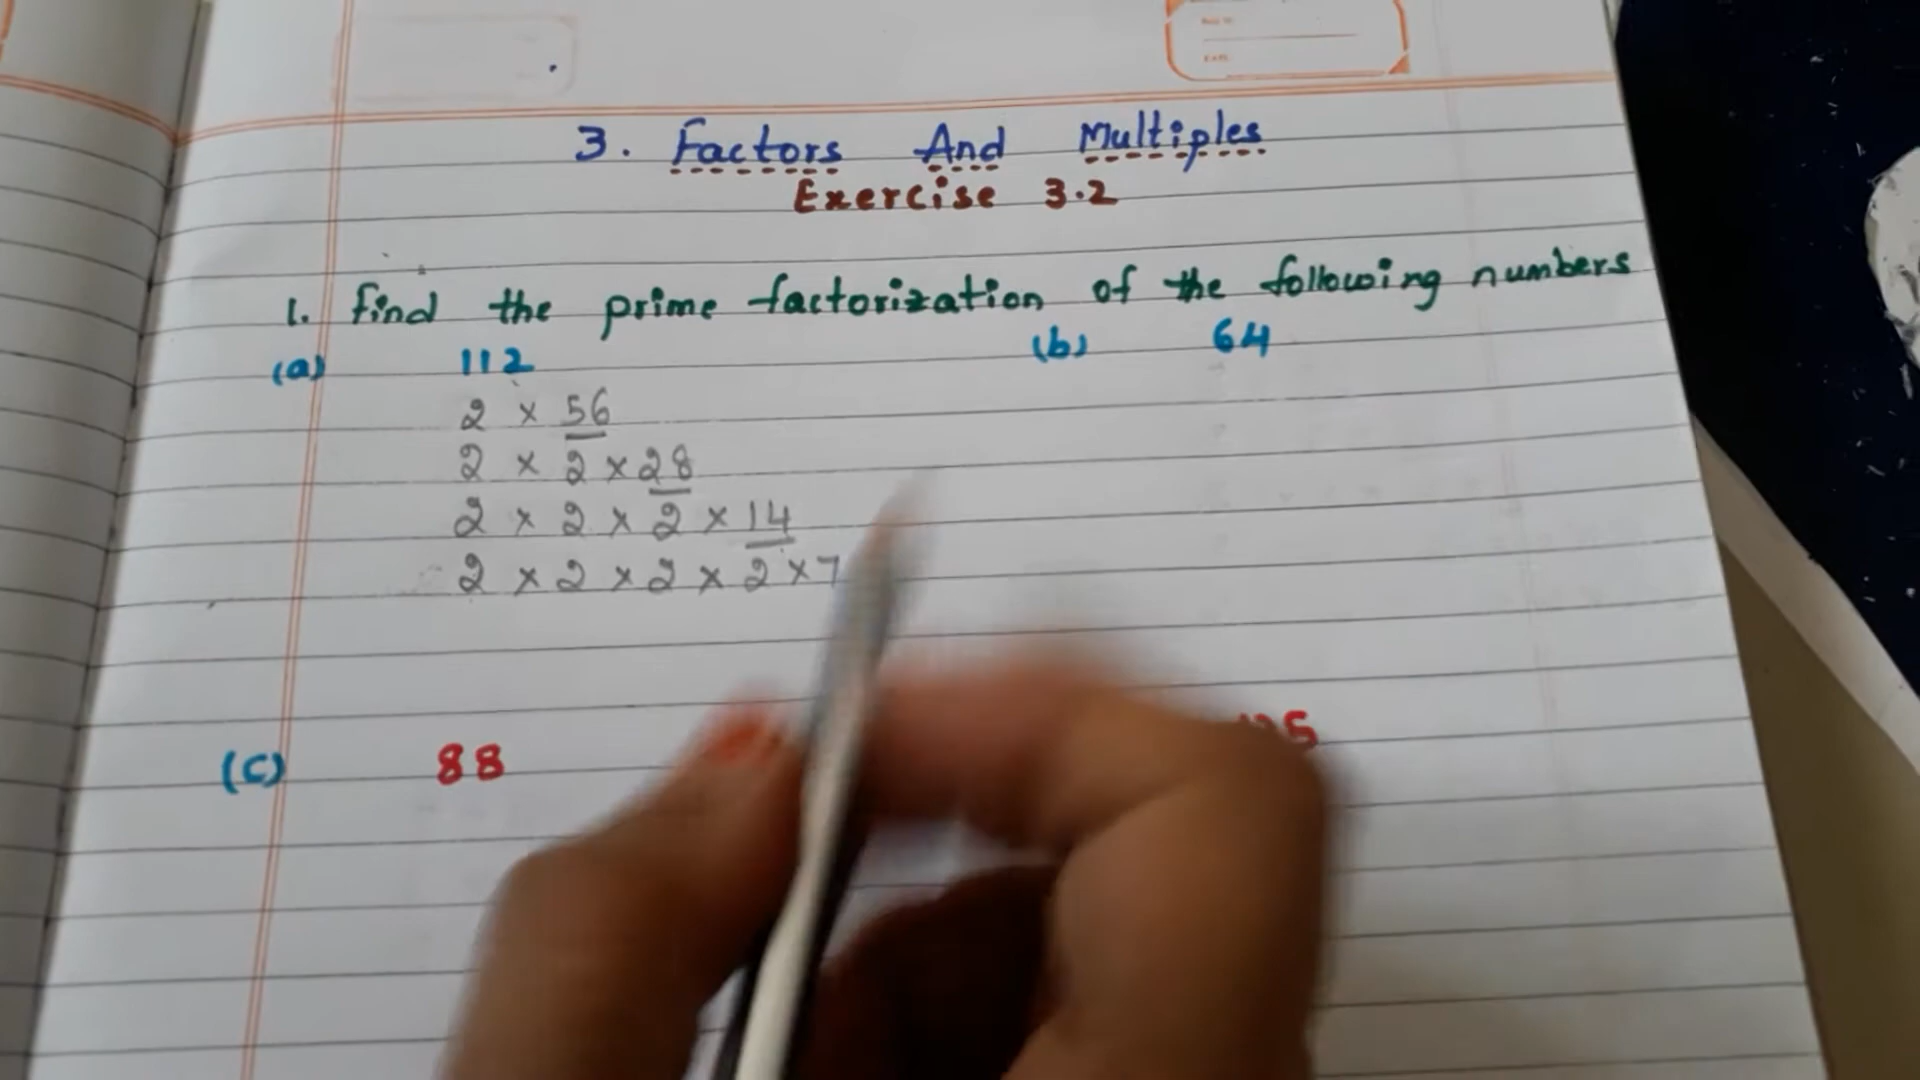 3. Factors And Multiples
Exercise 3.2
1. find the prime factorization of the following numbers
(a) 112 (b) 64
2 × 56
2 × 2 × 28
2 × 2 × 2 × 14
2 × 2 × 2 × 2 × 7
(c) 88